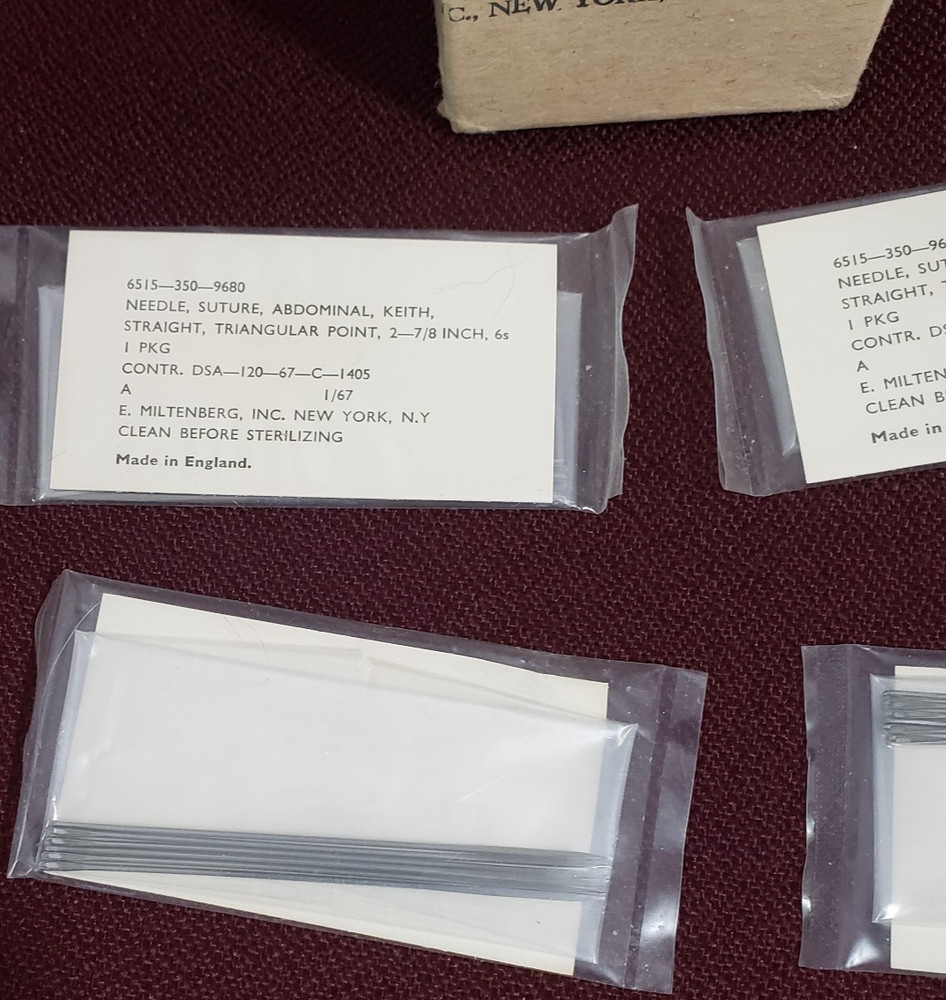 C., NEW YORK,
6515—350—9680
NEEDLE, SUTURE, ABDOMINAL, KEITH,
STRAIGHT, TRIANGULAR POINT, 2—7/8 INCH, 6s
1 PKG
CONTR. DSA—120—67—C—1405
A 1/67
E. MILTENBERG, INC. NEW YORK, N.Y
CLEAN BEFORE STERILIZING
Made in England.
6515—350—96
NEEDLE, SUT
STRAIGHT,
1 PKG
CONTR. DS
A
E. MILTEN
CLEAN B
Made in